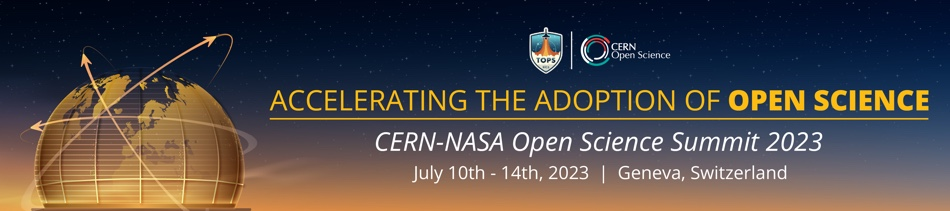 TOPS
CERN
Open Science
ACCELERATING THE ADOPTION OF OPEN SCIENCE
CERN-NASA Open Science Summit 2023
July 10th - 14th, 2023 | Geneva, Switzerland